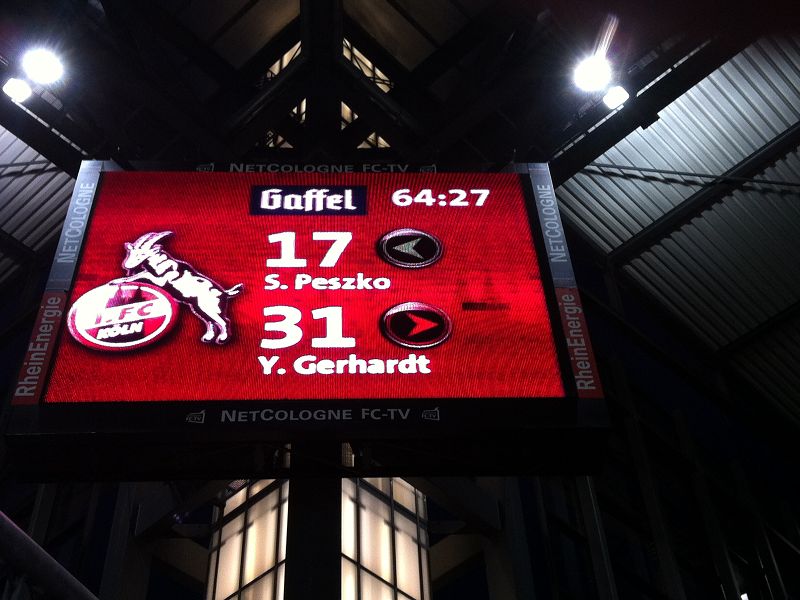 NETCOLOGNE FC-TV
NETCOLOGNE
RheinEnergie
Gaffel 64:27
17
S. Peszko
31
Y. Gerhardt
1. FC
KÖLN
NETCOLOGNE
RheinEnergie
NETCOLOGNE FC-TV